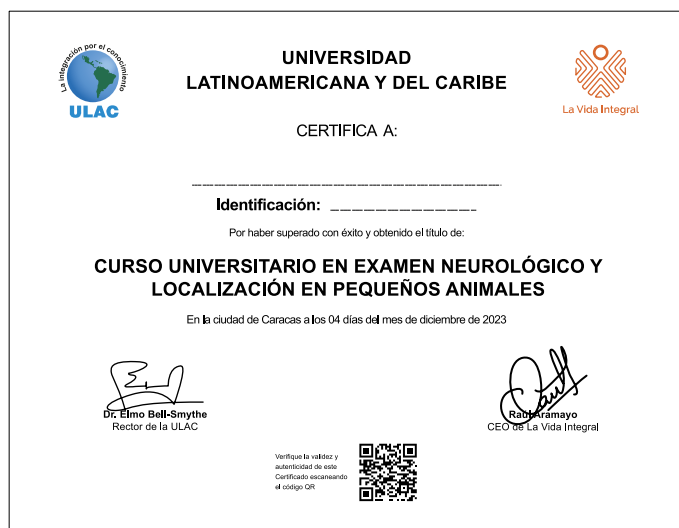 La integración por el conocimiento
ULAC
UNIVERSIDAD
LATINOAMERICANA Y DEL CARIBE
La Vida Integral
CERTIFICA A:
Identificación:
Por haber superado con éxito y obtenido el título de:
CURSO UNIVERSITARIO EN EXAMEN NEUROLÓGICO Y
LOCALIZACIÓN EN PEQUEÑOS ANIMALES
En la ciudad de Caracas a los 04 días del mes de diciembre de 2023
Dr. Elmo Bell-Smythe
Rector de la ULAC
Raúl Aramayo
CEO de La Vida Integral
Verifique la validez y
autenticidad de este
Certificado escaneando
el código QR